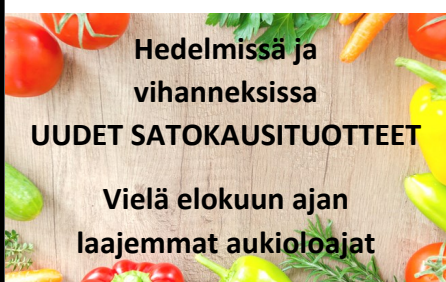 Hedelmissä ja
vihanneksissa
UUDET SATOKAUSITUOTTEET
Vielä elokuun ajan
laajemmat aukioloajat